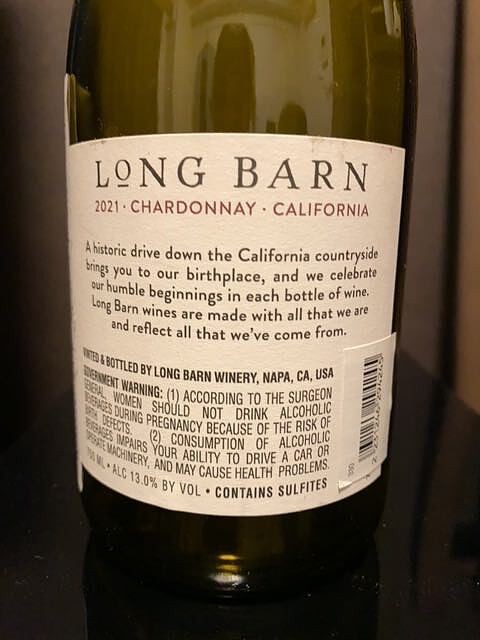 LONG BARN
2021 · CHARDONNAY · CALIFORNIA
A historic drive down the California countryside
brings you to our birthplace, and we celebrate
our humble beginnings in each bottle of wine.
Long Barn wines are made with all that we are
and reflect all that we've come from.
VINTED & BOTTLED BY LONG BARN WINERY, NAPA, CA, USA
GOVERNMENT WARNING: (1) ACCORDING TO THE SURGEON
GENERAL, WOMEN SHOULD NOT DRINK ALCOHOLIC
BEVERAGES DURING PREGNANCY BECAUSE OF THE RISK OF
BIRTH DEFECTS. (2) CONSUMPTION OF ALCOHOLIC
BEVERAGES IMPAIRS YOUR ABILITY TO DRIVE A CAR OR
OPERATE MACHINERY, AND MAY CAUSE HEALTH PROBLEMS.
750 ML • ALC 13.0% BY VOL • CONTAINS SULFITES